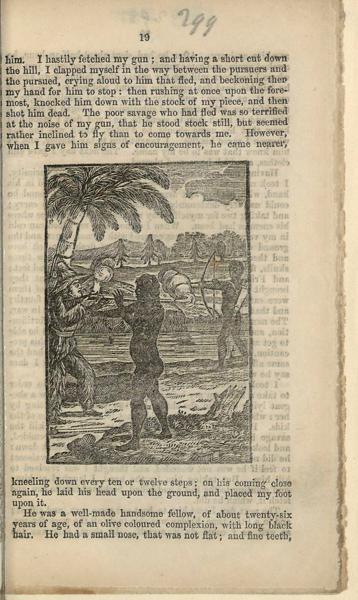 299
19
him. I hastily fetched my gun ; and having a short cut down
the hill, I clapped myself in the way between the pursuers and
the pursued, crying aloud to him that fled, and beckoning then
my hand for him to stop : then rushing at once upon the fore-
most, knocked him down with the stock of my piece, and then
shot him dead. The poor savage who had fled was so terrified
at the noise of my gun, that he stood stock still, but seemed
rather inclined to fly than to come towards me. However,
when I gave him signs of encouragement, he came nearer,
kneeling down every ten or twelve steps : on his coming close
again, he laid his head upon the ground, and placed my foot
upon it.
He was a well-made handsome fellow, of about twenty-six
years of age, of an olive coloured complexion, with long black
hair. He had a small nose, that was not flat ; and fine teeth,